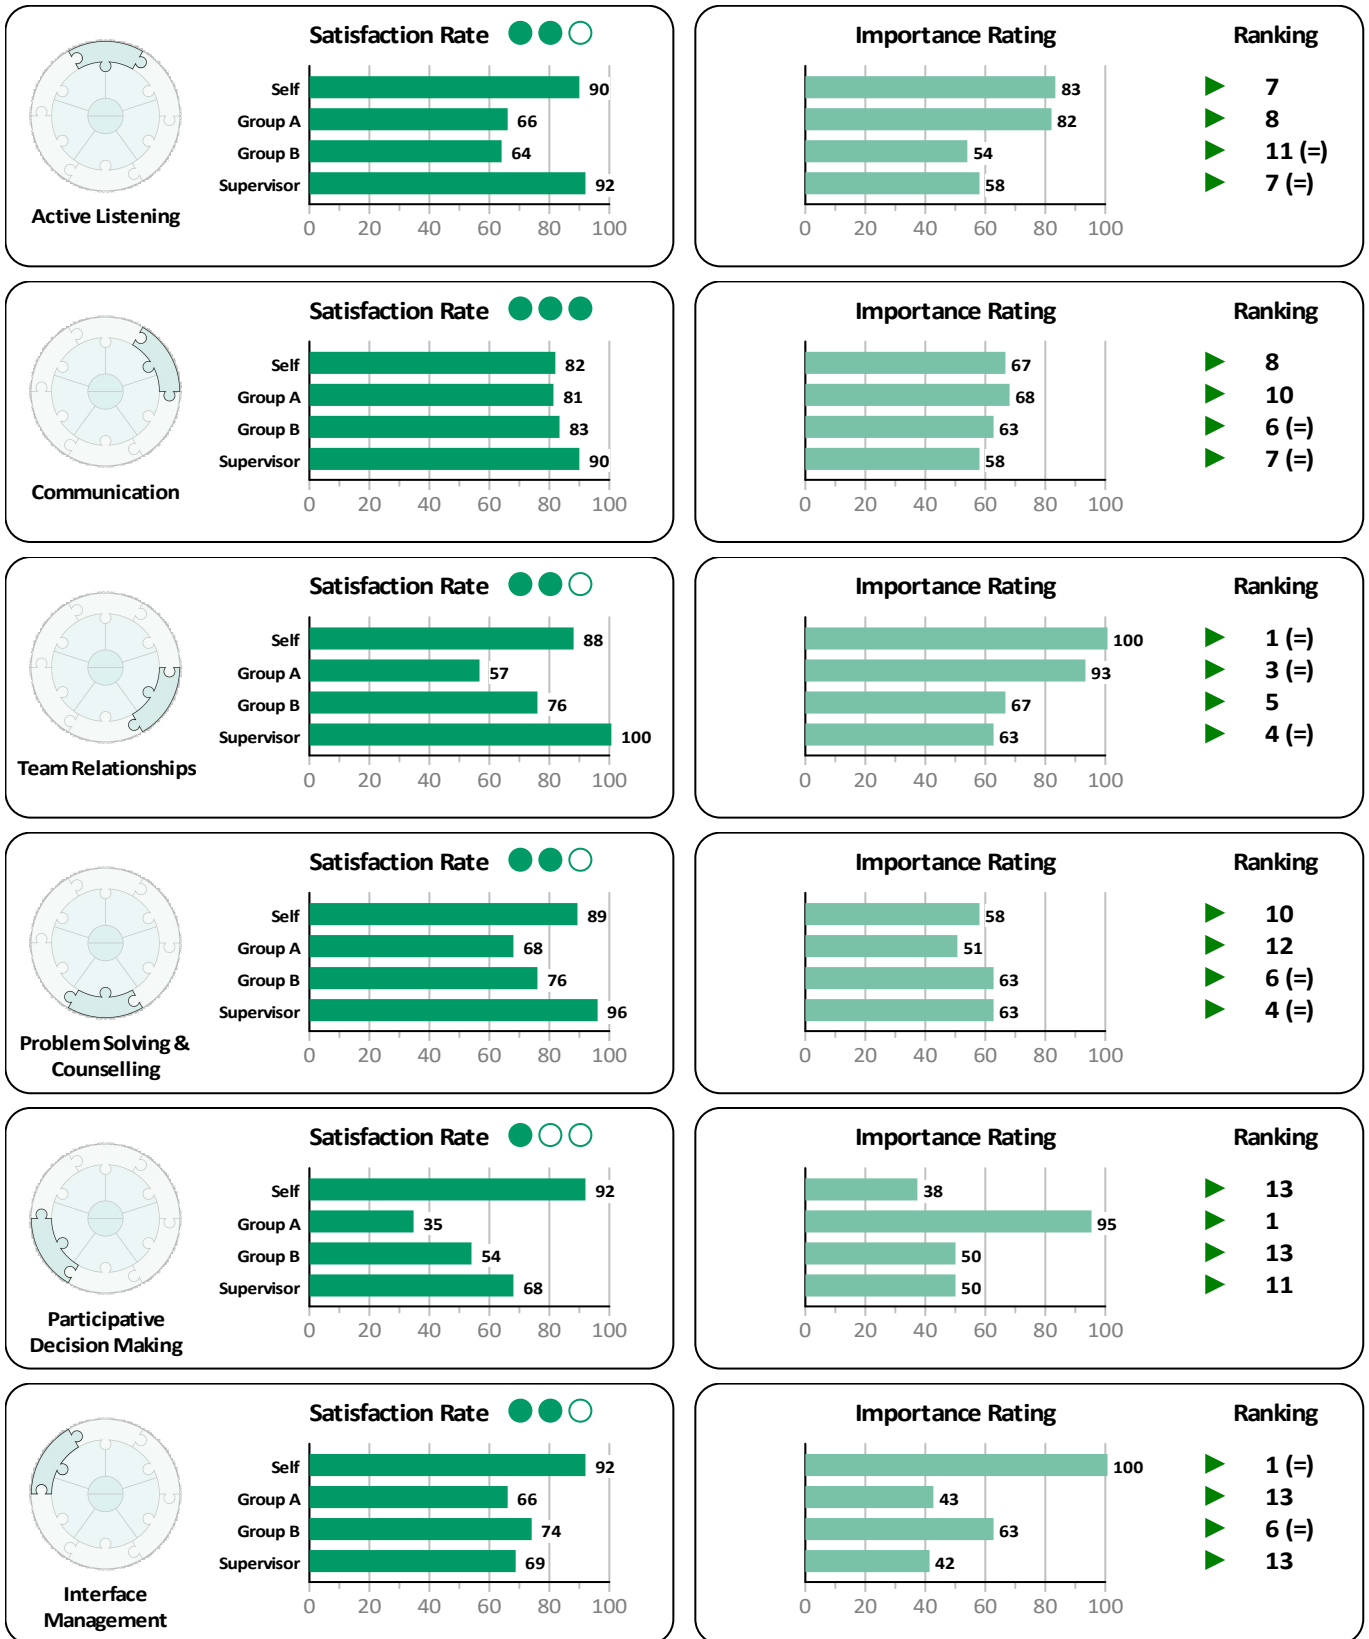 Satisfaction Rate
Self 90
Group A 66
Group B 64
Supervisor 92
0 20 40 60 80 100
Active Listening
Importance Rating Ranking
83 7
82 8
54 11 (=)
58 7 (=)
0 20 40 60 80 100
Satisfaction Rate
Self 82
Group A 81
Group B 83
Supervisor 90
0 20 40 60 80 100
Communication
Importance Rating Ranking
67 8
68 10
63 6 (=)
58 7 (=)
0 20 40 60 80 100
Satisfaction Rate
Self 88
Group A 57
Group B 76
Supervisor 100
0 20 40 60 80 100
Team Relationships
Importance Rating Ranking
100 1 (=)
93 3 (=)
67 5
63 4 (=)
0 20 40 60 80 100
Satisfaction Rate
Self 89
Group A 68
Group B 76
Supervisor 96
0 20 40 60 80 100
Problem Solving &
Counselling
Importance Rating Ranking
58 10
51 12
63 6 (=)
63 4 (=)
0 20 40 60 80 100
Satisfaction Rate
Self 92
Group A 35
Group B 54
Supervisor 68
0 20 40 60 80 100
Participative
Decision Making
Importance Rating Ranking
38 13
95 1
50 13
50 11
0 20 40 60 80 100
Satisfaction Rate
Self 92
Group A 66
Group B 74
Supervisor 69
0 20 40 60 80 100
Interface
Management
Importance Rating Ranking
100 1 (=)
43 13
63 6 (=)
42 13
0 20 40 60 80 100